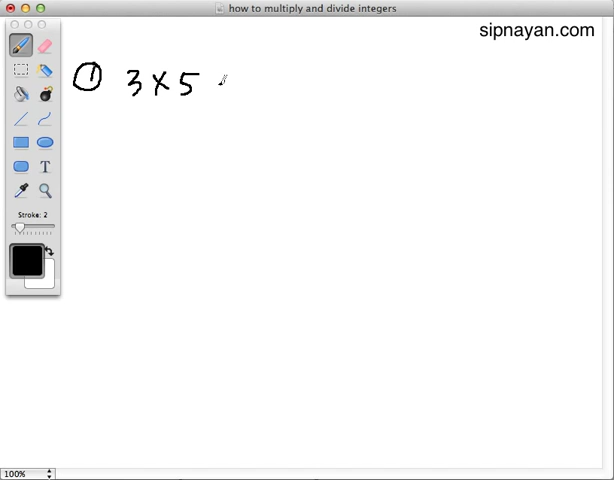 how to multiply and divide integers
sipnayan.com
① 3 × 5
T
Stroke: 2
100%